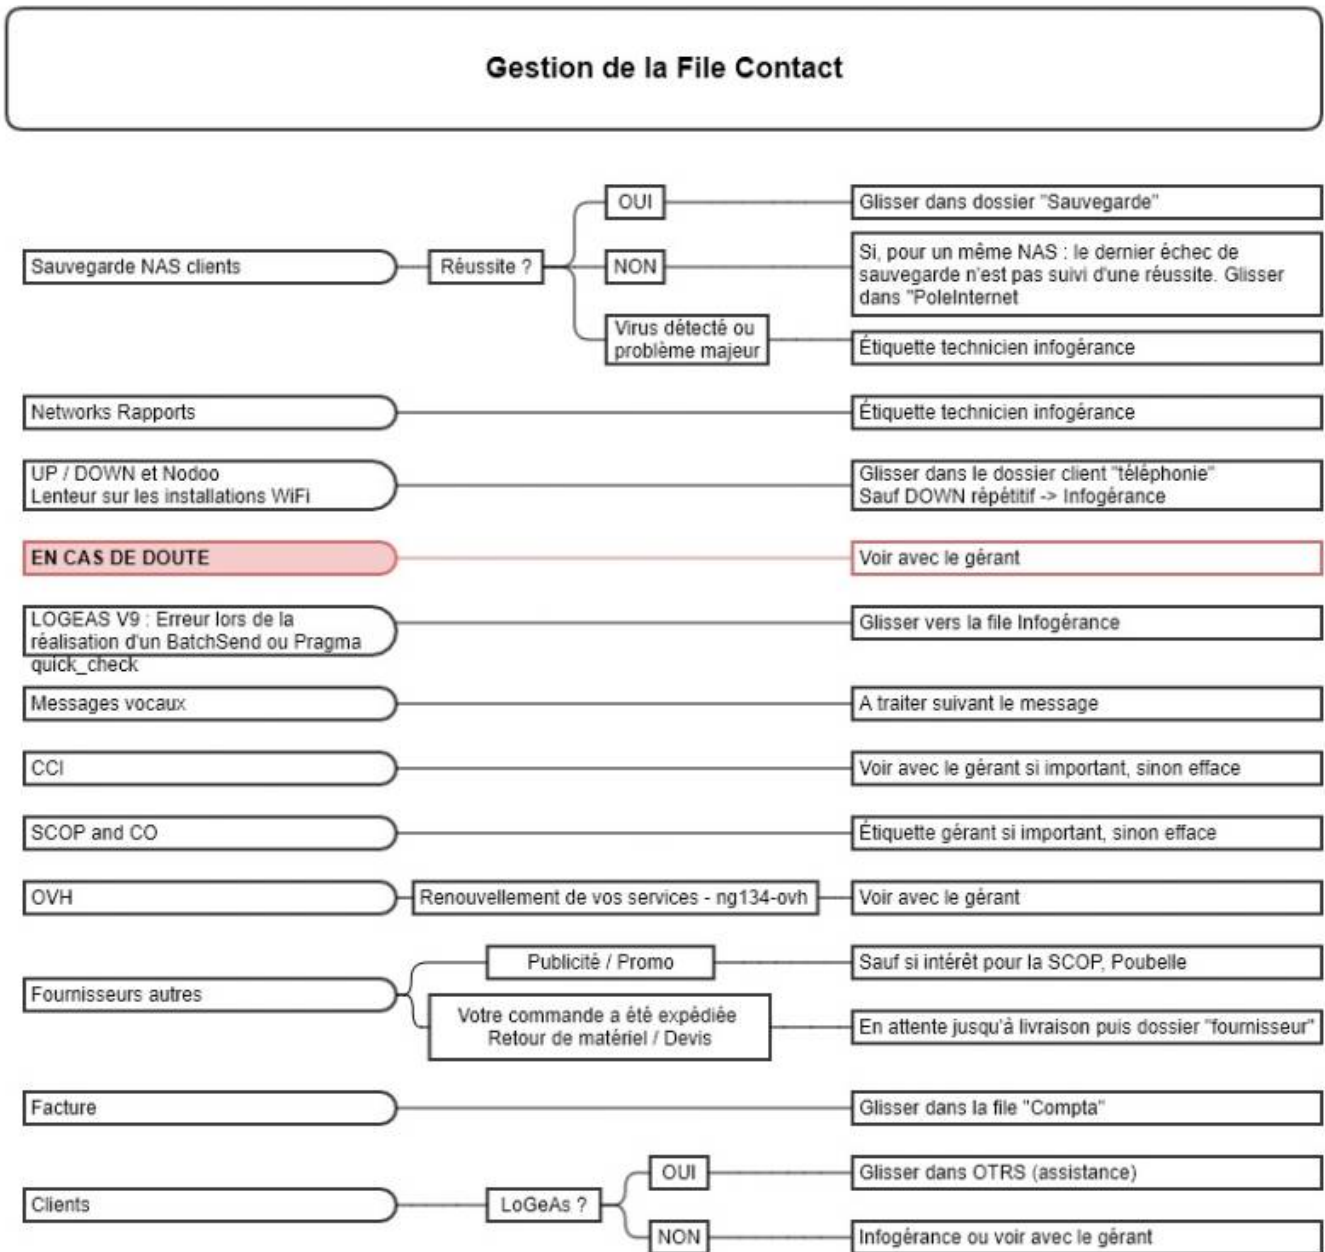 Gestion de la File Contact
OUI
Glisser dans dossier "Sauvegarde"
Sauvegarde NAS clients
Réussite ?
NON
Si, pour un même NAS : le dernier échec de
sauvegarde n'est pas suivi d'une réussite. Glisser
dans "PoleInternet
Virus détecté ou
problème majeur
Étiquette technicien infogérance
Networks Rapports
Étiquette technicien infogérance
UP / DOWN et Nodoo
Lenteur sur les installations WiFi
Glisser dans le dossier client "téléphonie"
Sauf DOWN répétitif -> Infogérance
EN CAS DE DOUTE
Voir avec le gérant
LOGEAS V9 : Erreur lors de la
réalisation d'un BatchSend ou Pragma
quick_check
Glisser vers la file Infogérance
Messages vocaux
A traiter suivant le message
CCI
Voir avec le gérant si important, sinon efface
SCOP and CO
Étiquette gérant si important, sinon efface
OVH
Renouvellement de vos services - ng134-ovh
Voir avec le gérant
Fournisseurs autres
Publicité / Promo
Sauf si intérêt pour la SCOP, Poubelle
Votre commande a été expédiée
Retour de matériel / Devis
En attente jusqu'à livraison puis dossier "fournisseur"
Facture
Glisser dans la file "Compta"
Clients
LoGeAs ?
OUI
Glisser dans OTRS (assistance)
NON
Infogérance ou voir avec le gérant